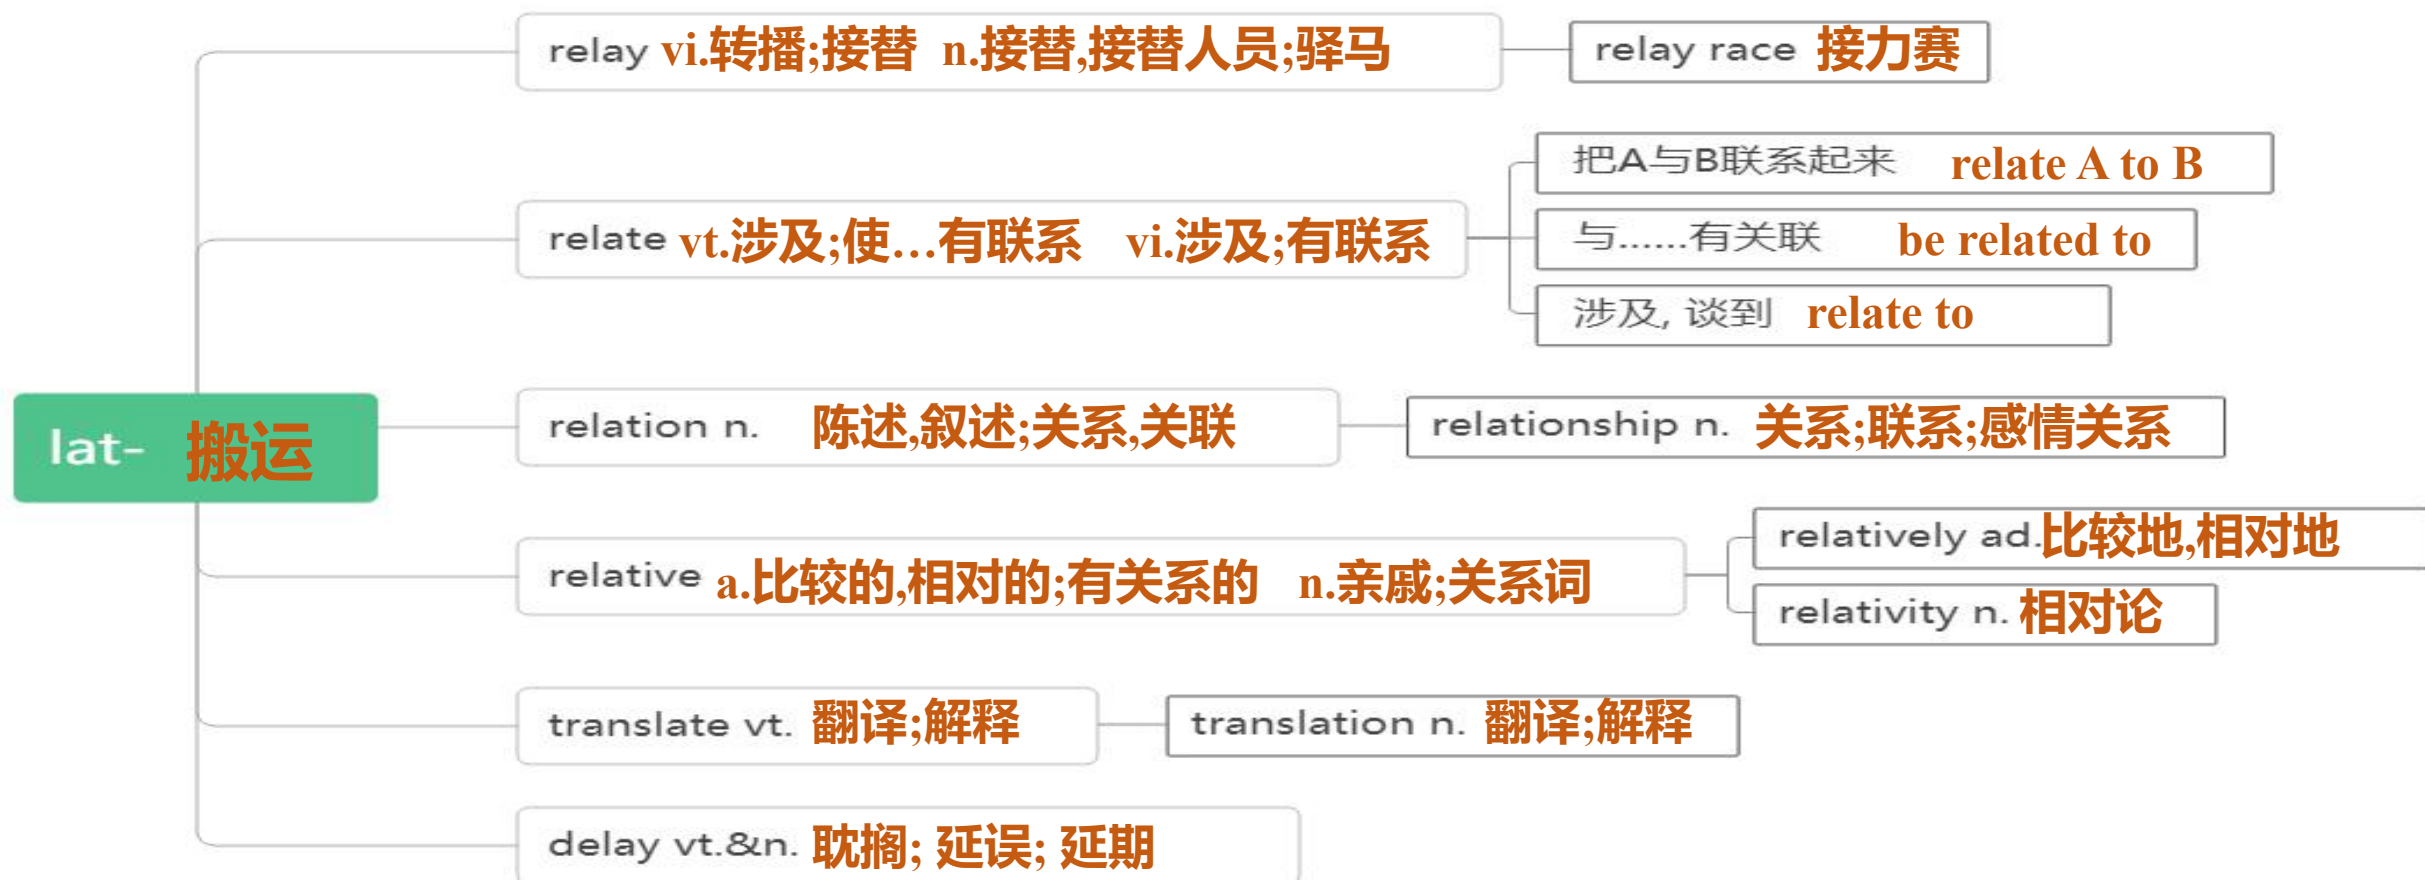 relay vi.转播;接替 n.接替,接替人员;驿马
relay race 接力赛
relate vt.涉及;使…有联系 vi.涉及;有联系
把A与B联系起来 relate A to B
与......有关联 be related to
涉及, 谈到 relate to
lat- 搬运
relation n. 陈述,叙述;关系,关联
relationship n. 关系;联系;感情关系
relative a.比较的,相对的;有关系的 n.亲戚;关系词
relatively ad.比较地,相对地
relativity n. 相对论
translate vt. 翻译;解释
translation n. 翻译;解释
delay vt.&n. 耽搁; 延误; 延期